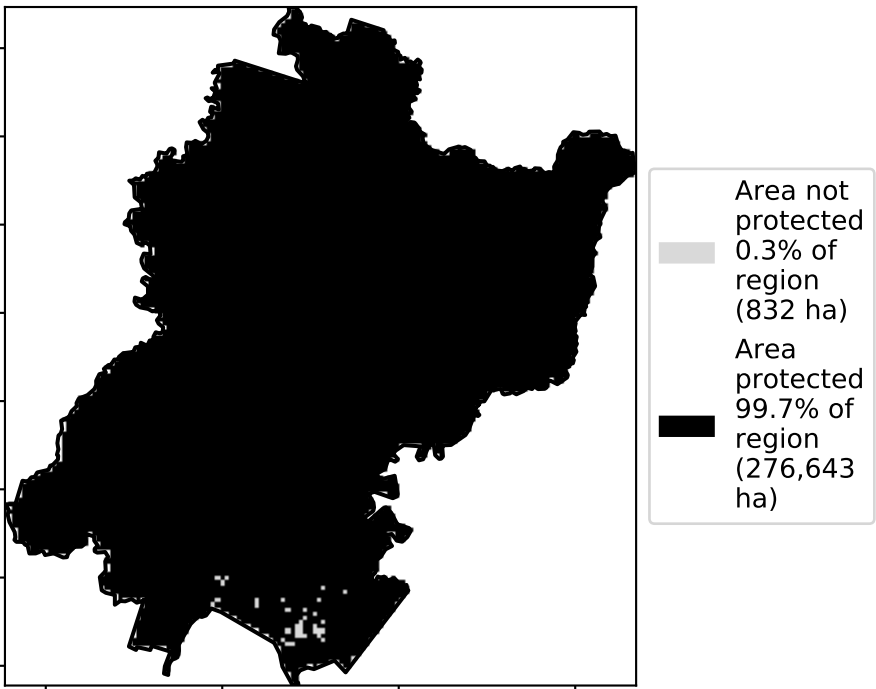 Area not
protected
0.3% of
region
(832 ha)
Area
protected
99.7% of
region
(276,643
ha)